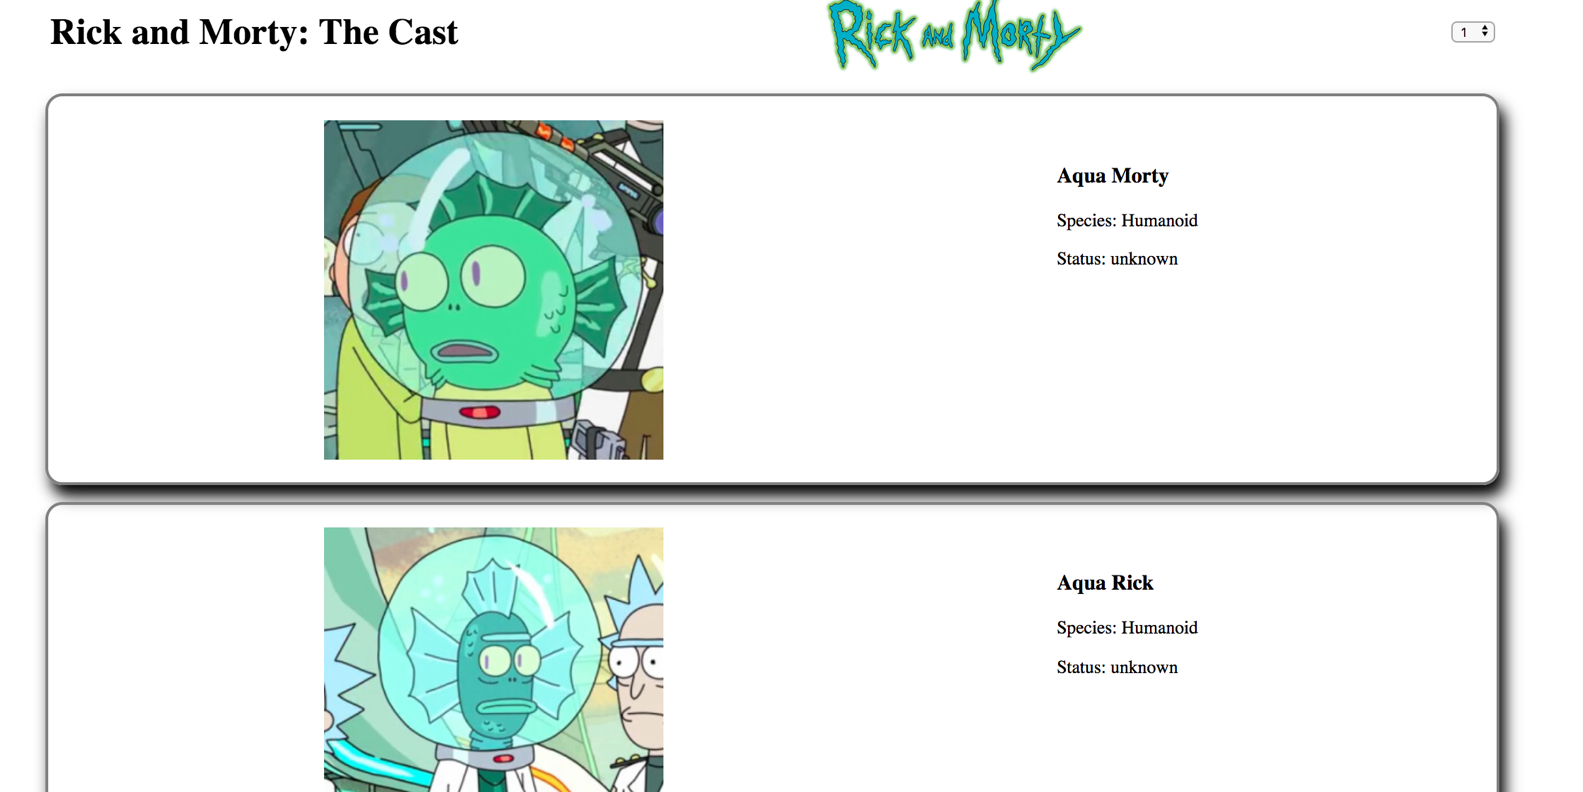 Rick and Morty: The Cast
Rick and Morty
1
Aqua Morty
Species: Humanoid
Status: unknown
Aqua Rick
Species: Humanoid
Status: unknown